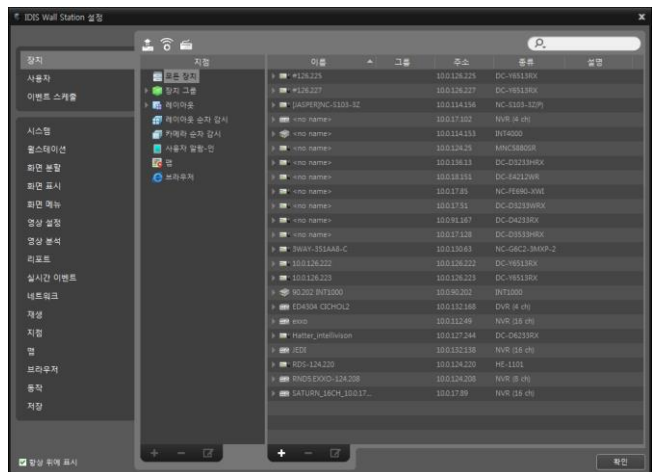 IDIS Wall Station 설정
장치
사용자
이벤트 스케줄
시스템
월스테이션
화면 분할
화면 표시
화면 메뉴
영상 설정
영상 분석
리포트
실시간 이벤트
네트워크
재생
지점
맵
브라우저
동작
저장
항상 위에 표시
지점
모든 장치
장치 그룹
레이아웃
레이아웃 순차 감시
카메라 순차 감시
사용자 알람-인
맵
브라우저
이름 그룹 주소 종류 설명
#126.225 10.0.126.225 DC-Y6513RX
#126.227 10.0.126.227 DC-Y6513RX
[JASPER]NC-S103-3Z 10.0.114.156 NC-S103-3Z(P)
<no name> 10.0.17.102 NVR (4 ch)
<no name> 10.0.114.153 INT4000
<no name> 10.0.124.25 MNC5880SR
<no name> 10.0.136.13 DC-D3233HRX
<no name> 10.0.18.151 DC-E4212WR
<no name> 10.0.17.85 NC-FE690-XWI
<no name> 10.0.17.51 DC-D3233WRX
<no name> 10.0.91.167 DC-D4233RX
<no name> 10.0.17.128 DC-D3533HRX
3WAY-351AA8-C 10.0.130.63 NC-G6C2-3MXP-2
10.0.126.222 10.0.126.222 DC-Y6513RX
10.0.126.223 10.0.126.223 DC-Y6513RX
90.202 INT1000 10.0.90.202 INT1000
ED4304 CICHOL2 10.0.132.168 DVR (4 ch)
exxo 10.0.112.49 NVR (16 ch)
Hatter_intellivison 10.0.127.244 DC-D6233RX
JEDI 10.0.132.138 NVR (16 ch)
RDS-124.220 10.0.124.220 HE-1101
RNDS EXXO-124.208 10.0.124.208 NVR (8 ch)
SATURN_16CH_10.0.17... 10.0.17.89 NVR (16 ch)
확인